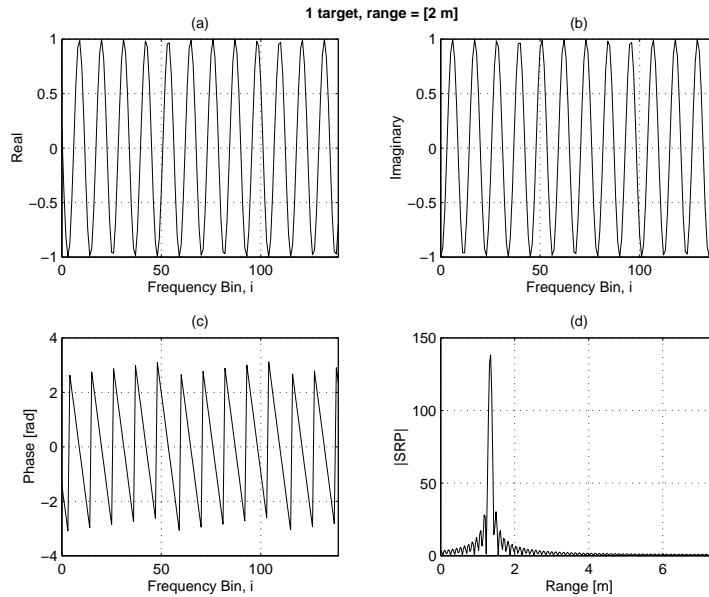 1 target, range = [2 m]
(a)
1
0.5
0
−0.5
−1
Real
0
50
100
Frequency Bin, i
(b)
1
0.5
0
−0.5
−1
Imaginary
0
50
100
Frequency Bin, i
(c)
4
2
0
−2
−4
Phase [rad]
0
50
100
Frequency Bin, i
(d)
150
100
50
0
|SRP|
0
2
4
6
Range [m]